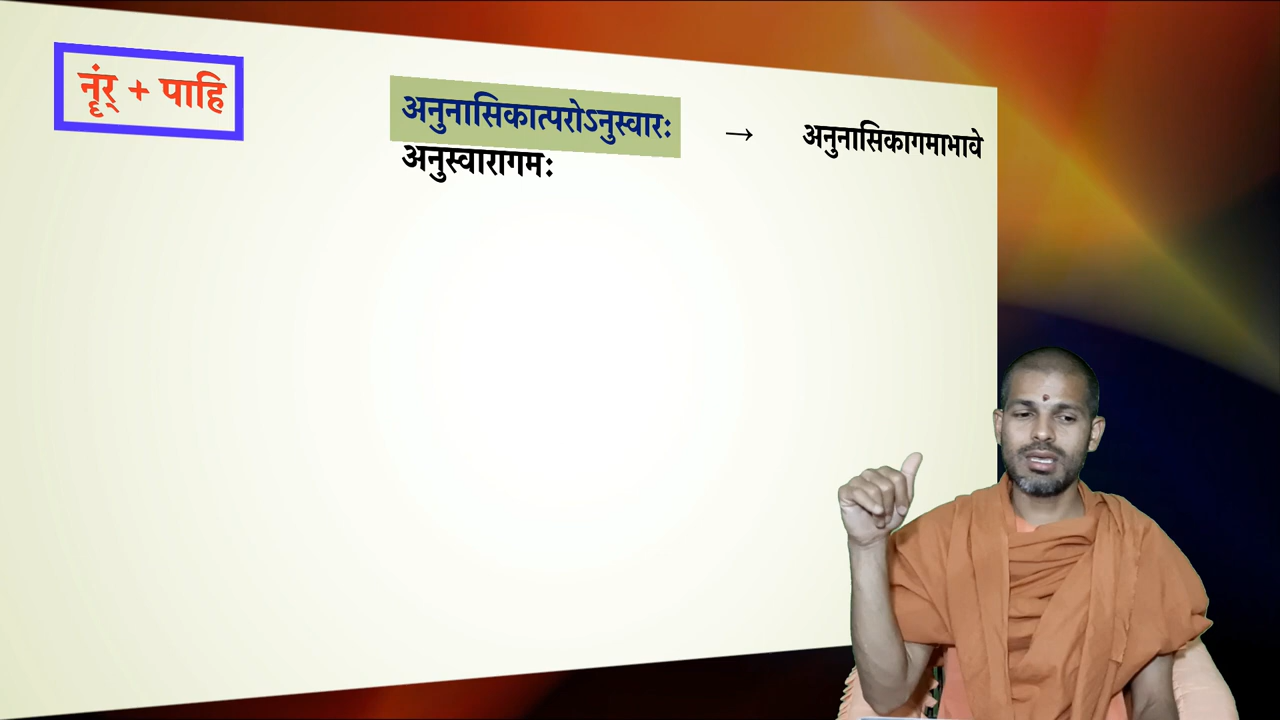 नॄंर् + पाहि
अनुनासिकात्परोऽनुस्वारः → अनुनासिकागमाभावे
अनुस्वारागमः